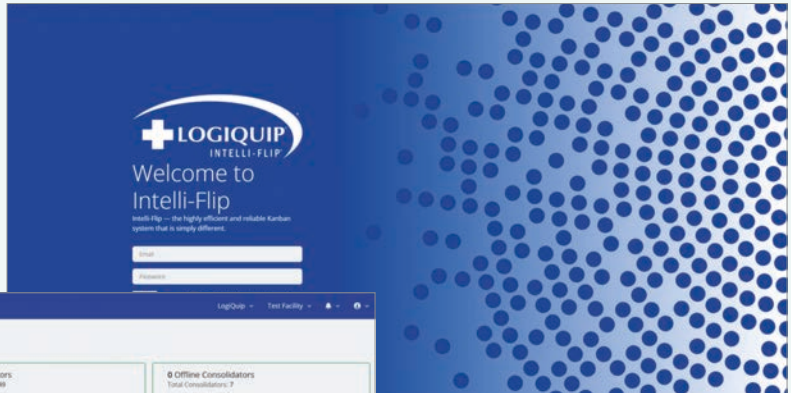 LOGIQUIP
INTELLI-FLIP
Welcome to
Intelli-Flip
Intelli-Flip — the highly efficient and reliable Kanban
system that is simply different.
Email
Password
LogiQuip
Test Facility
0 Offline Consolidators
Total Consolidators: 7